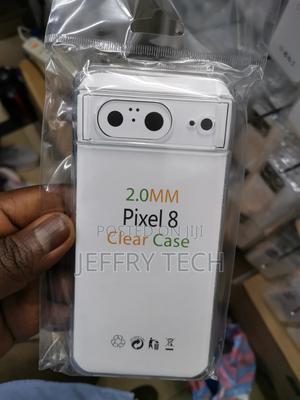 2.0MM
Pixel 8
POSTED ON JIJI
Clear Case
JEFFRY TECH